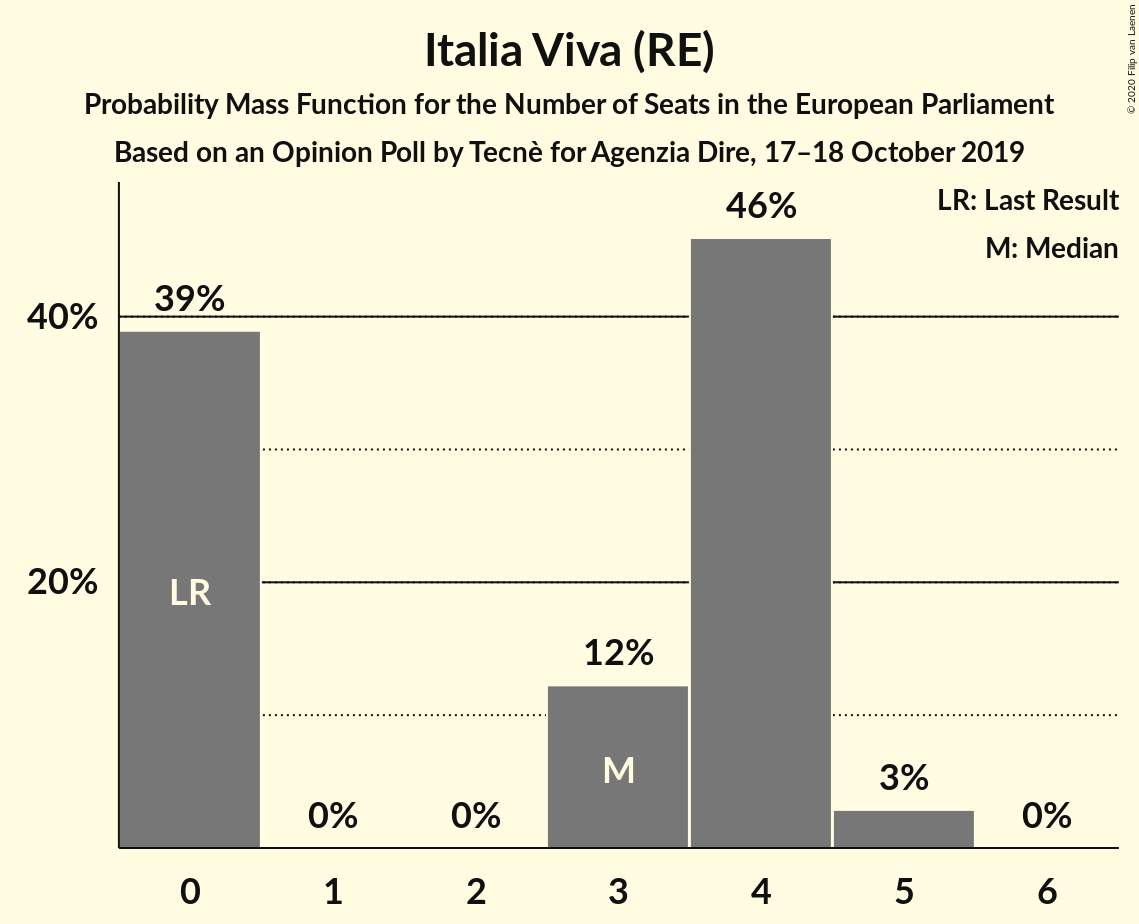 Italia Viva (RE)
Probability Mass Function for the Number of Seats in the European Parliament
Based on an Opinion Poll by Tecnè for Agenzia Dire, 17–18 October 2019
© 2020 Filip van Laenen
LR: Last Result
M: Median
46%
39%
40%
20%
LR
12%
M
3%
0%
0%
0%
0 1 2 3 4 5 6